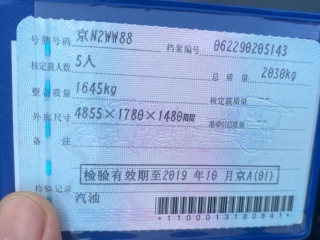 号牌号码 京N2WW88 档案编号 062290205143
核定载人数 5人 总质量 2030kg
整备质量 1645kg 核定载质量
外廓尺寸 4855×1780×1480mm 准牵引总质量
备注
检验有效期至2019年10月京A(01)
检验记录
汽油
*1100013180841*